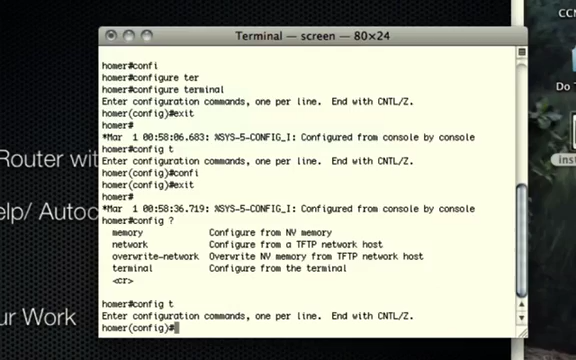 CCN
Terminal — screen — 80×24
Do T
inst
homer#confi
homer#configure ter
homer#configure terminal
Enter configuration commands, one per line.  End with CNTL/Z.
homer(config)#exit
homer#
*Mar  1 00:58:06.683: %SYS-5-CONFIG_I: Configured from console by console
homer#config t
Enter configuration commands, one per line.  End with CNTL/Z.
homer(config)#confi
homer(config)#exit
homer#
*Mar  1 00:58:36.719: %SYS-5-CONFIG_I: Configured from console by console
homer#config ?
memory             Configure from NV memory
network            Configure from a TFTP network host
overwrite-network  Overwrite NV memory from TFTP network host
terminal           Configure from the terminal
<cr>
homer#config t
Enter configuration commands, one per line.  End with CNTL/Z.
homer(config)#
Router wit
elp/ Autoc
ur Work